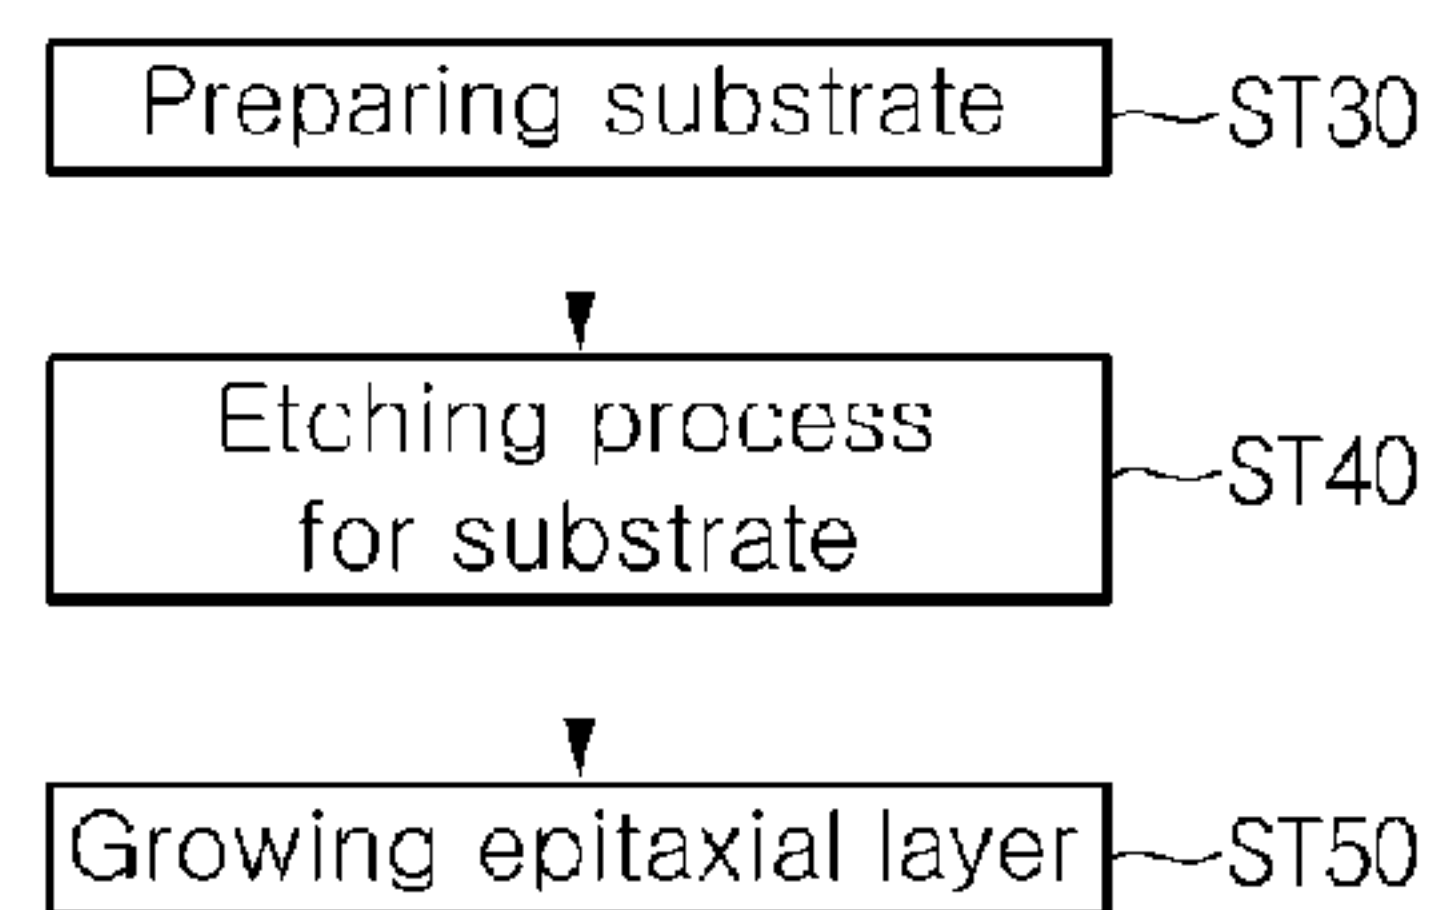 Preparing substrate
ST30
Etching process
for substrate
ST40
Growing epitaxial layer
ST50